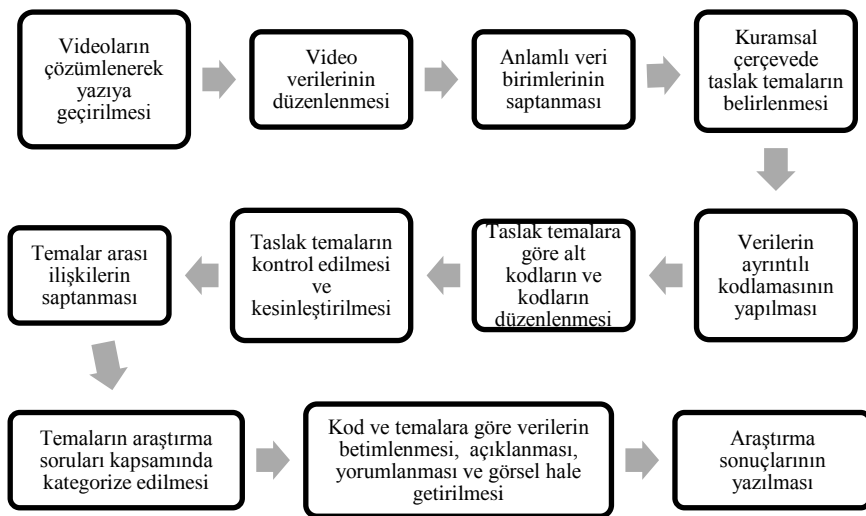 Videoların
çözümlenerek
yazıya
geçirilmesi
Video
verilerinin
düzenlenmesi
Anlamlı veri
birimlerinin
saptanması
Kuramsal
çerçevede
taslak temaların
belirlenmesi
Verilerin
ayrıntılı
kodlamasının
yapılması
Taslak temalara
göre alt
kodların ve
kodların
düzenlenmesi
Taslak temaların
kontrol edilmesi
ve
kesinleştirilmesi
Temalar arası
ilişkilerin
saptanması
Temaların araştırma
soruları kapsamında
kategorize edilmesi
Kod ve temalara göre verilerin
betimlenmesi, açıklanması,
yorumlanması ve görsel hale
getirilmesi
Araştırma
sonuçlarının
yazılması